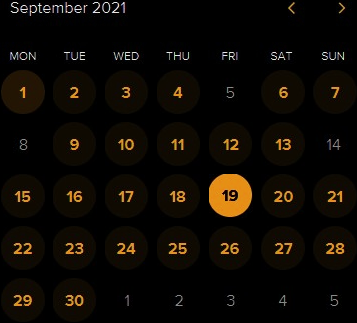 September 2021
MON TUE WED THU FRI SAT SUN
1 2 3 4 5 6 7
8 9 10 11 12 13 14
15 16 17 18 19 20 21
22 23 24 25 26 27 28
29 30 1 2 3 4 5